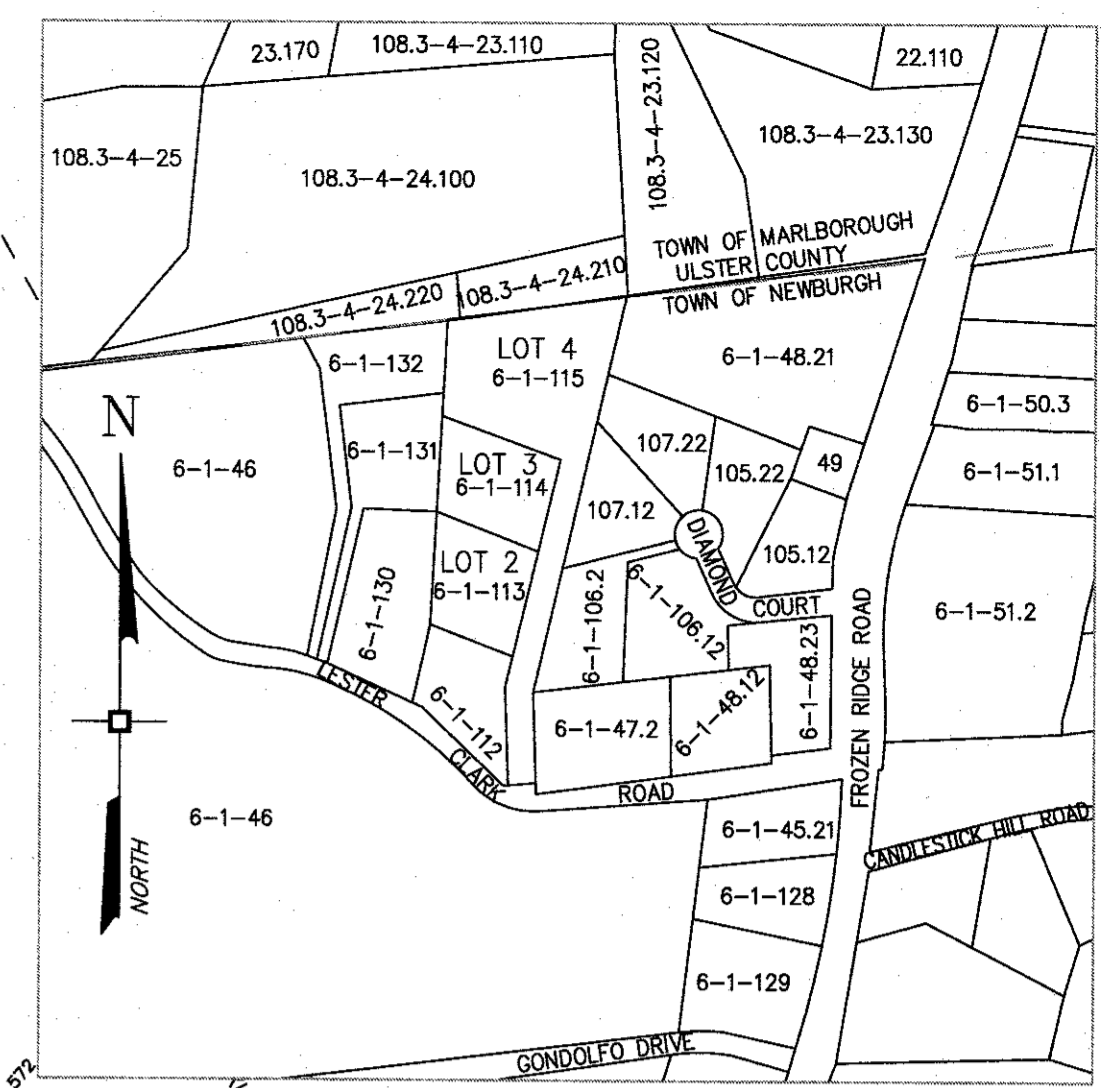 23.170
108.3-4-23.110
108.3-4-23.120
22.110
108.3-4-23.130
108.3-4-25
108.3-4-24.100
TOWN OF MARLBOROUGH
ULSTER COUNTY
TOWN OF NEWBURGH
108.3-4-24.220
108.3-4-24.210
6-1-132
LOT 4
6-1-115
6-1-48.21
6-1-50.3
N
6-1-46
6-1-131
LOT 3
6-1-114
107.22
105.22
49
6-1-51.1
107.12
DIAMOND
COURT
105.12
LOT 2
6-1-113
6-1-130
6-1-106.2
6-1-106.12
6-1-48.23
FROZEN RIDGE ROAD
6-1-51.2
LESTER
CLARK
ROAD
6-1-112
6-1-47.2
6-1-48.12
6-1-46
NORTH
6-1-45.21
CANDLESTICK HILL ROAD
6-1-128
6-1-129
GONDOLFO DRIVE
572